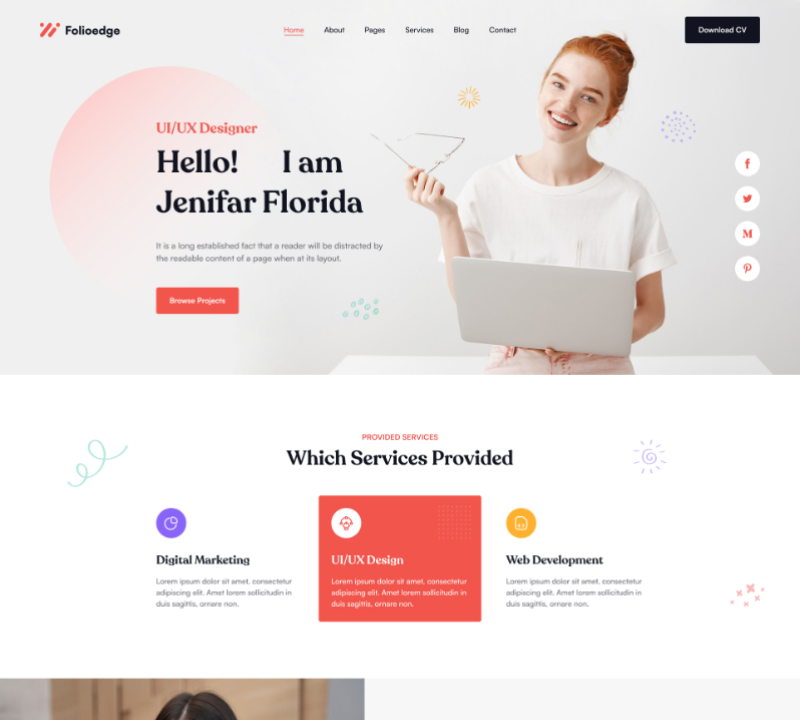 Folioedge
Home About Pages Services Blog Contact
Download CV
UI/UX Designer
Hello! I am
Jenifar Florida
It is a long established fact that a reader will be distracted by
the readable content of a page when at its layout.
Browse Projects
PROVIDED SERVICES
Which Services Provided
Digital Marketing
Lorem ipsum dolor sit amet, consectetur
adipiscing elit. Amet lorem sollicitudin in
duis sagittis, ornare non.
UI/UX Design
Lorem ipsum dolor sit amet, consectetur
adipiscing elit. Amet lorem sollicitudin in
duis sagittis, ornare non.
Web Development
Lorem ipsum dolor sit amet, consectetur
adipiscing elit. Amet lorem sollicitudin in
duis sagittis, ornare non.